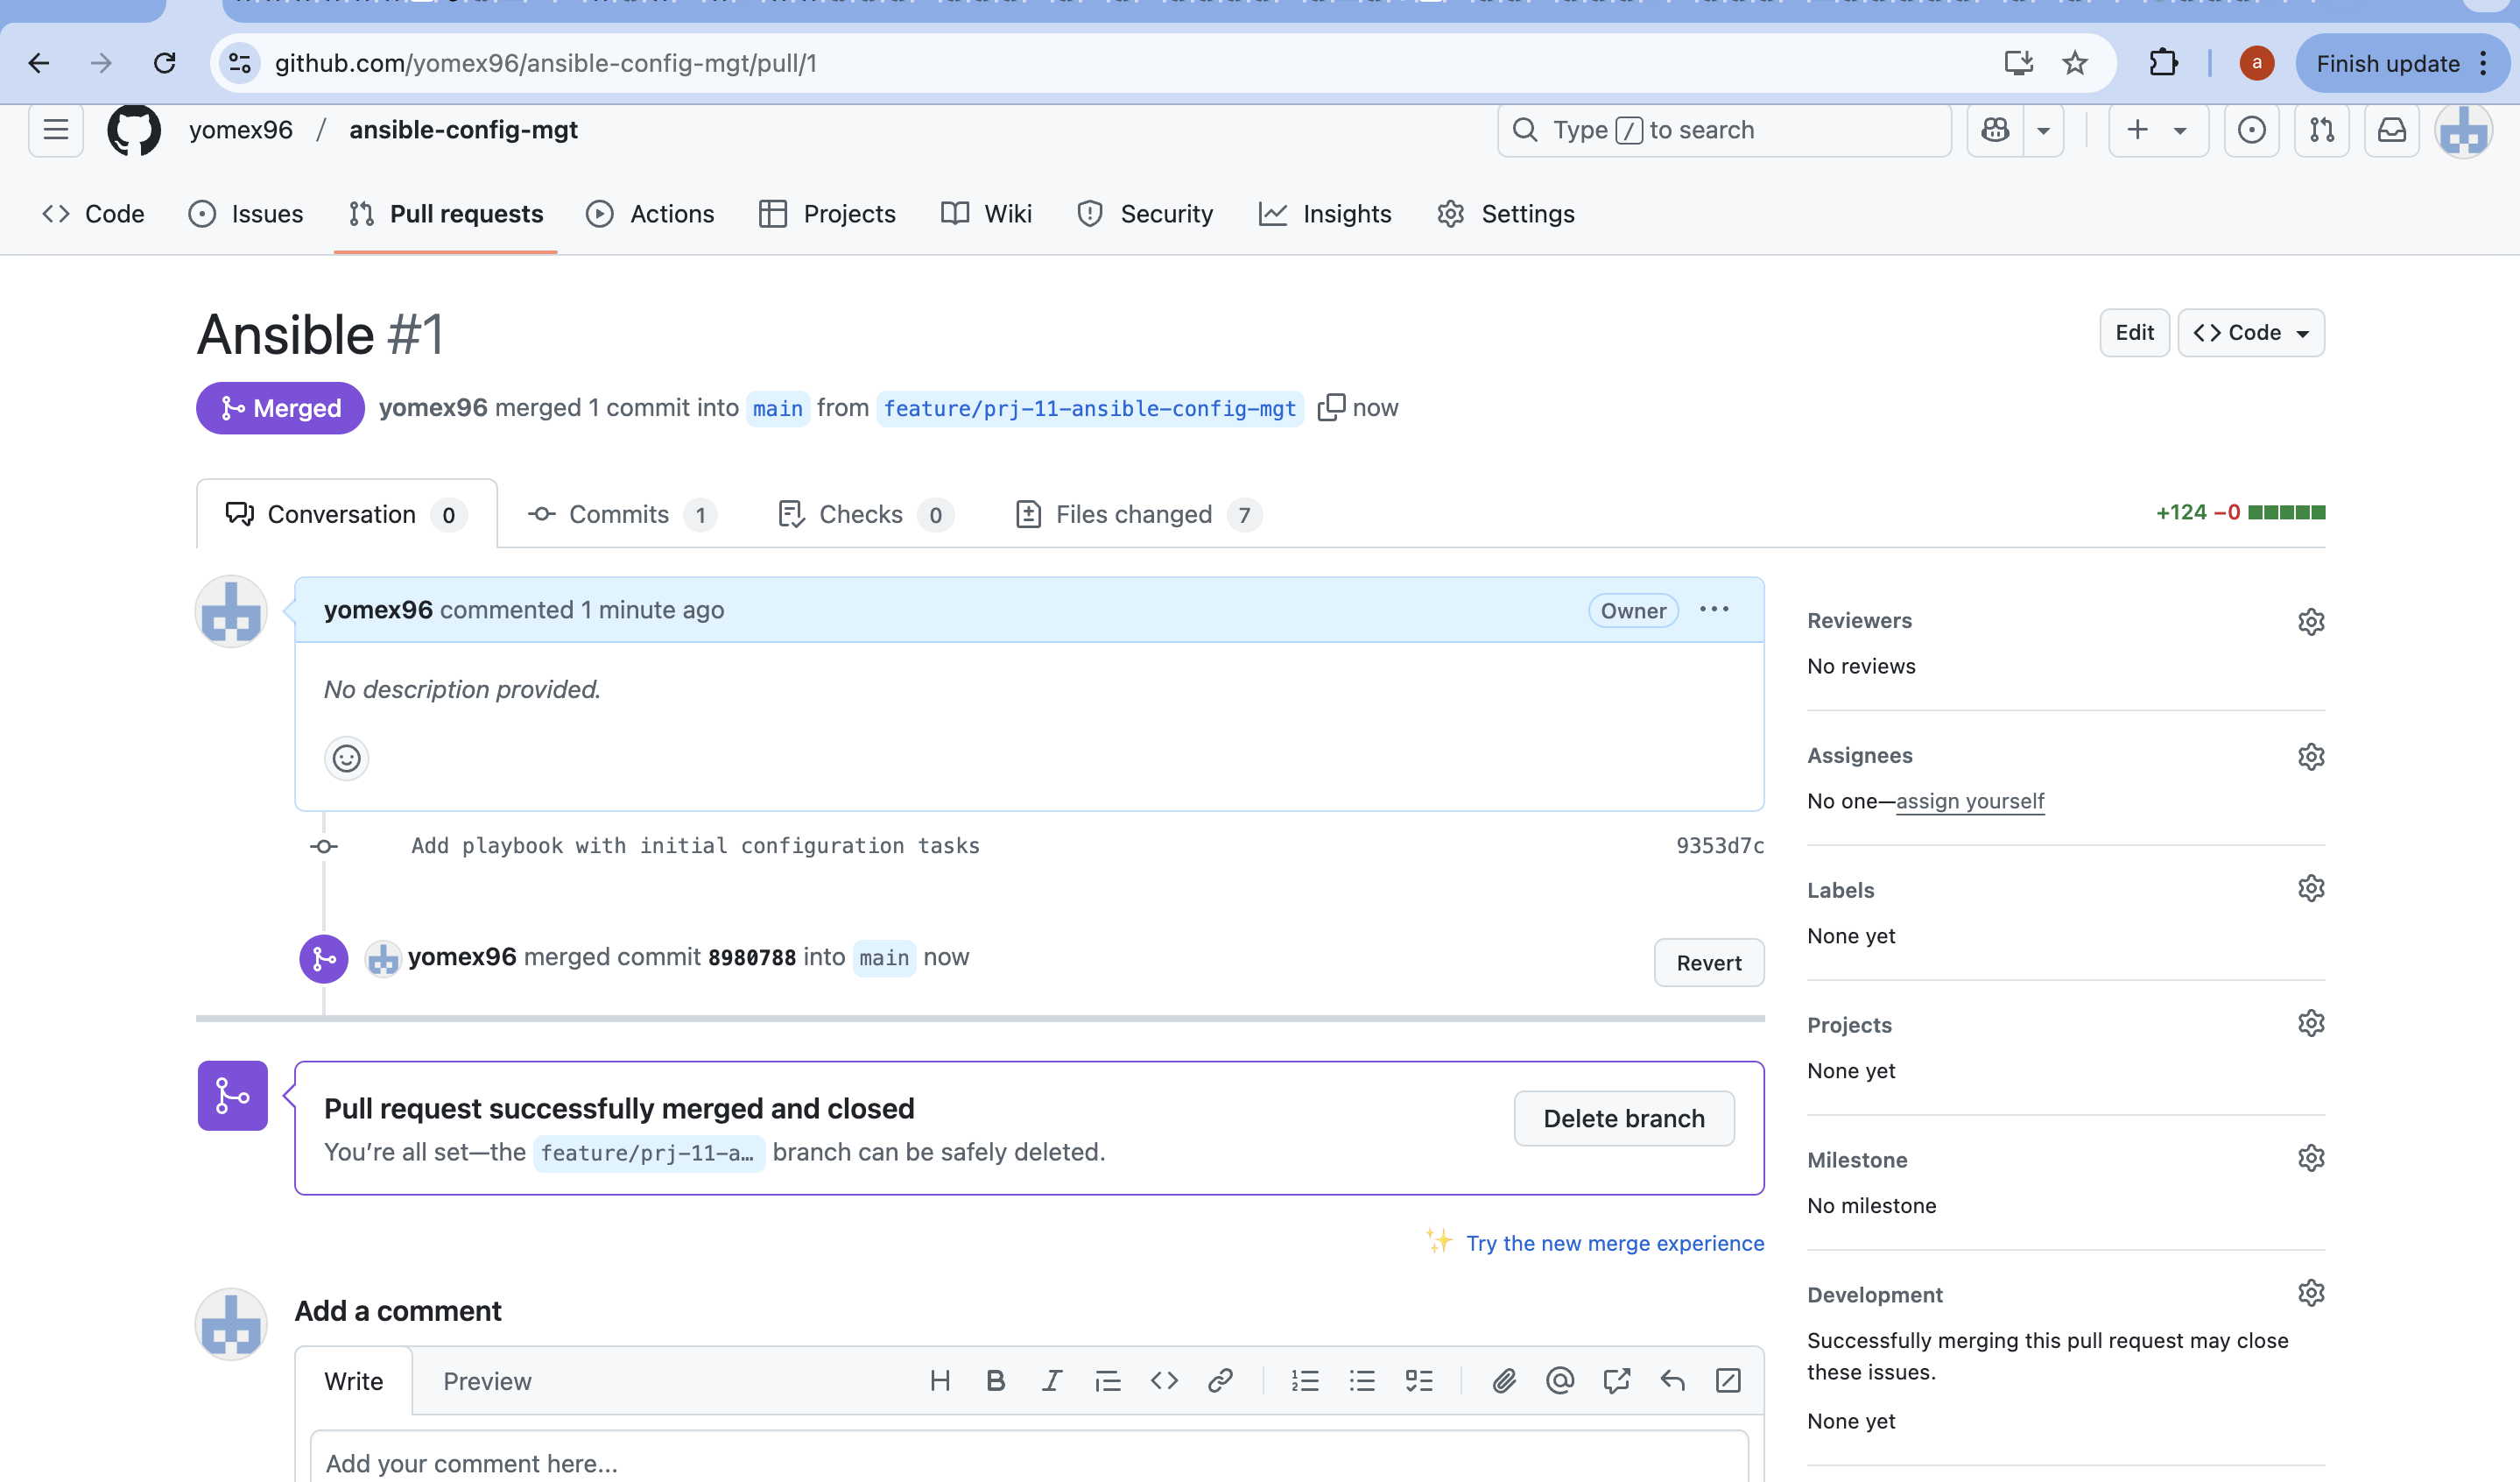 github.com/yomex96/ansible-config-mgt/pull/1
a
Finish update
yomex96 / ansible-config-mgt
Type / to search
Code
Issues
Pull requests
Actions
Projects
Wiki
Security
Insights
Settings
Ansible #1
Edit
Code
Merged
yomex96 merged 1 commit into main from feature/prj-11-ansible-config-mgt now
Conversation 0
Commits 1
Checks 0
Files changed 7
+124 −0
yomex96 commented 1 minute ago
Owner
No description provided.
Add playbook with initial configuration tasks
9353d7c
yomex96 merged commit 8980788 into main now
Revert
Pull request successfully merged and closed
You’re all set—the feature/prj-11-a… branch can be safely deleted.
Delete branch
Try the new merge experience
Add a comment
Write
Preview
Add your comment here...
Reviewers
No reviews
Assignees
No one—assign yourself
Labels
None yet
Projects
None yet
Milestone
No milestone
Development
Successfully merging this pull request may close
these issues.
None yet